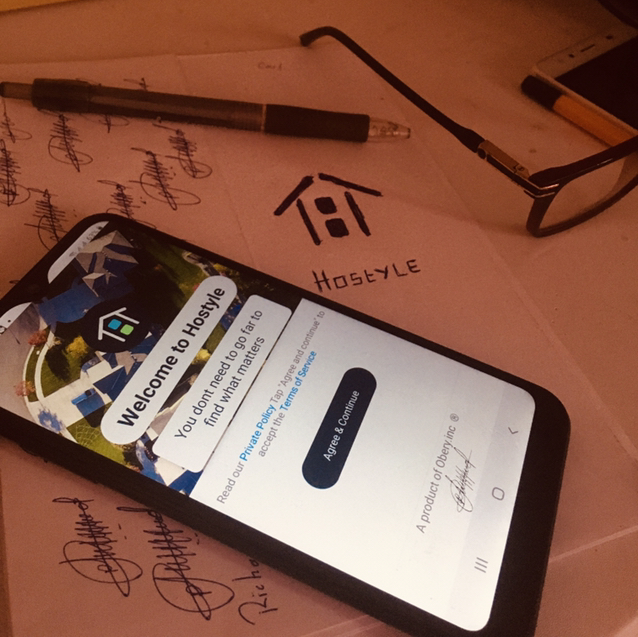 HOSTYLE
Welcome to Hostyle
You dont need to go far to
find what matters
Read our Private Policy Tap 'Agree and continue' to
accept the Terms of Service
Agree & Continue
A product of Obery.inc ®